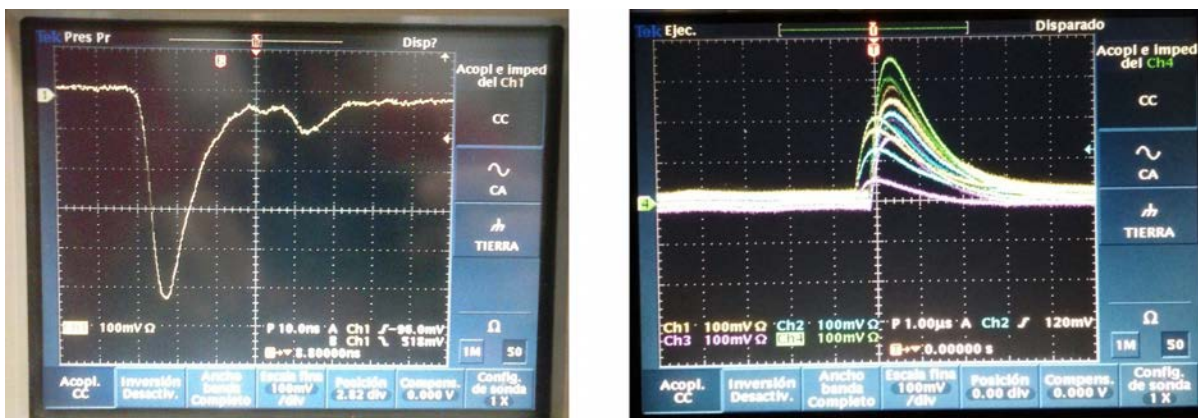 Tek Pres Pr
Disp?
B
1
Acopl e imped
del Ch1
CC
CA
TIERRA
Ω
1M 50
100mV Ω
P 10.0ns A Ch1 -96.0mV
B Ch1 518mV
8.80000ns
Acopl. CC
Inversión Desactiv.
Ancho banda Completo
Escala fina 100mV /div
Posición 2.82 div
Compens. 0.000 V
Config. de sonda 1 X
Tek Ejec.
Disparado
T
4
Acopl e imped
del Ch4
CC
CA
TIERRA
Ω
1M 50
Ch1 100mV Ω Ch2 100mV Ω P 1.00µs A Ch2 120mV
Ch3 100mV Ω Ch4 100mV Ω
0.00000 s
Acopl. CC
Inversión Desactiv.
Ancho banda Completo
Escala fina 100mV /div
Posición 0.00 div
Compens. 0.000 V
Config. de sonda 1 X